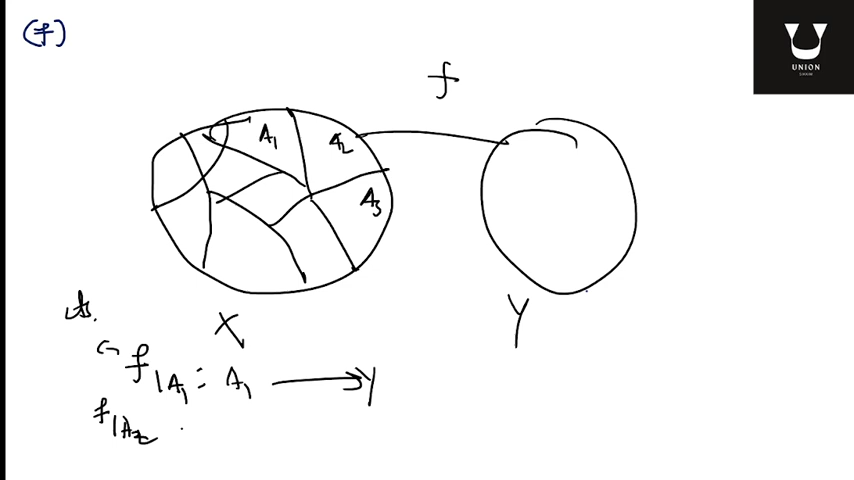 (f)
UNION
f
A₁
A₂
A₃
X
Y
f|A₁ : A₁ ⟶ Y
f|A₂